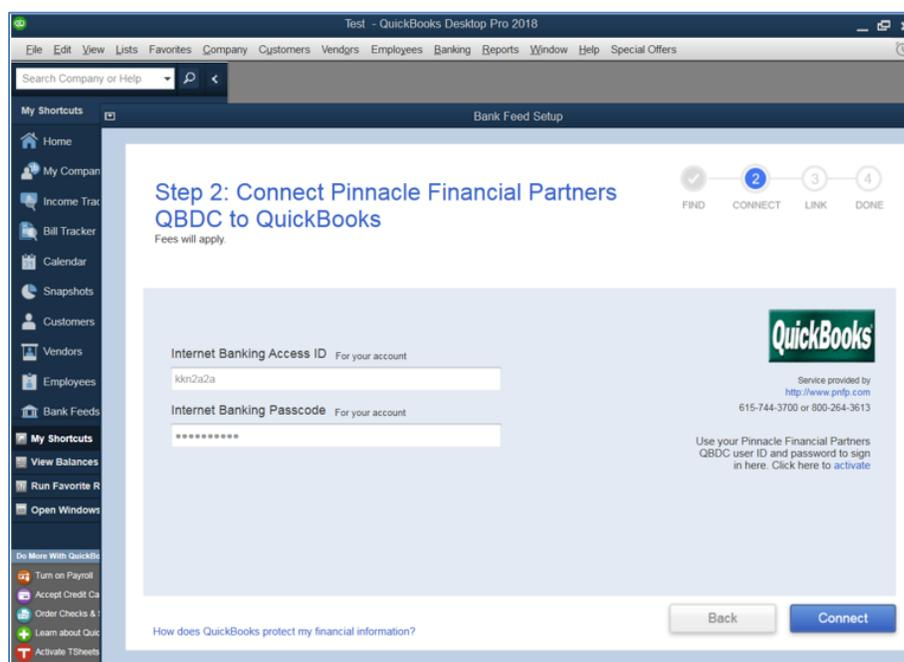 qb
Test - QuickBooks Desktop Pro 2018
File Edit View Lists Favorites Company Customers Vendors Employees Banking Reports Window Help Special Offers
Search Company or Help
My Shortcuts
Bank Feed Setup
Home
My Compan
Income Trac
Bill Tracker
Calendar
Snapshots
Customers
Vendors
Employees
Bank Feeds
My Shortcuts
View Balances
Run Favorite R
Open Windows
Do More With QuickBo
Turn on Payroll
Accept Credit Ca
Order Checks &
Learn about Quic
Activate TSheets
Step 2: Connect Pinnacle Financial Partners
QBDC to QuickBooks
Fees will apply.
2 3 4
FIND CONNECT LINK DONE
Internet Banking Access ID For your account
kkn2a2a
Internet Banking Passcode For your account
••••••••••
QuickBooks
Service provided by
http://www.pnfp.com
615-744-3700 or 800-264-3613
Use your Pinnacle Financial Partners
QBDC user ID and password to sign
in here. Click here to activate
How does QuickBooks protect my financial information?
Back Connect